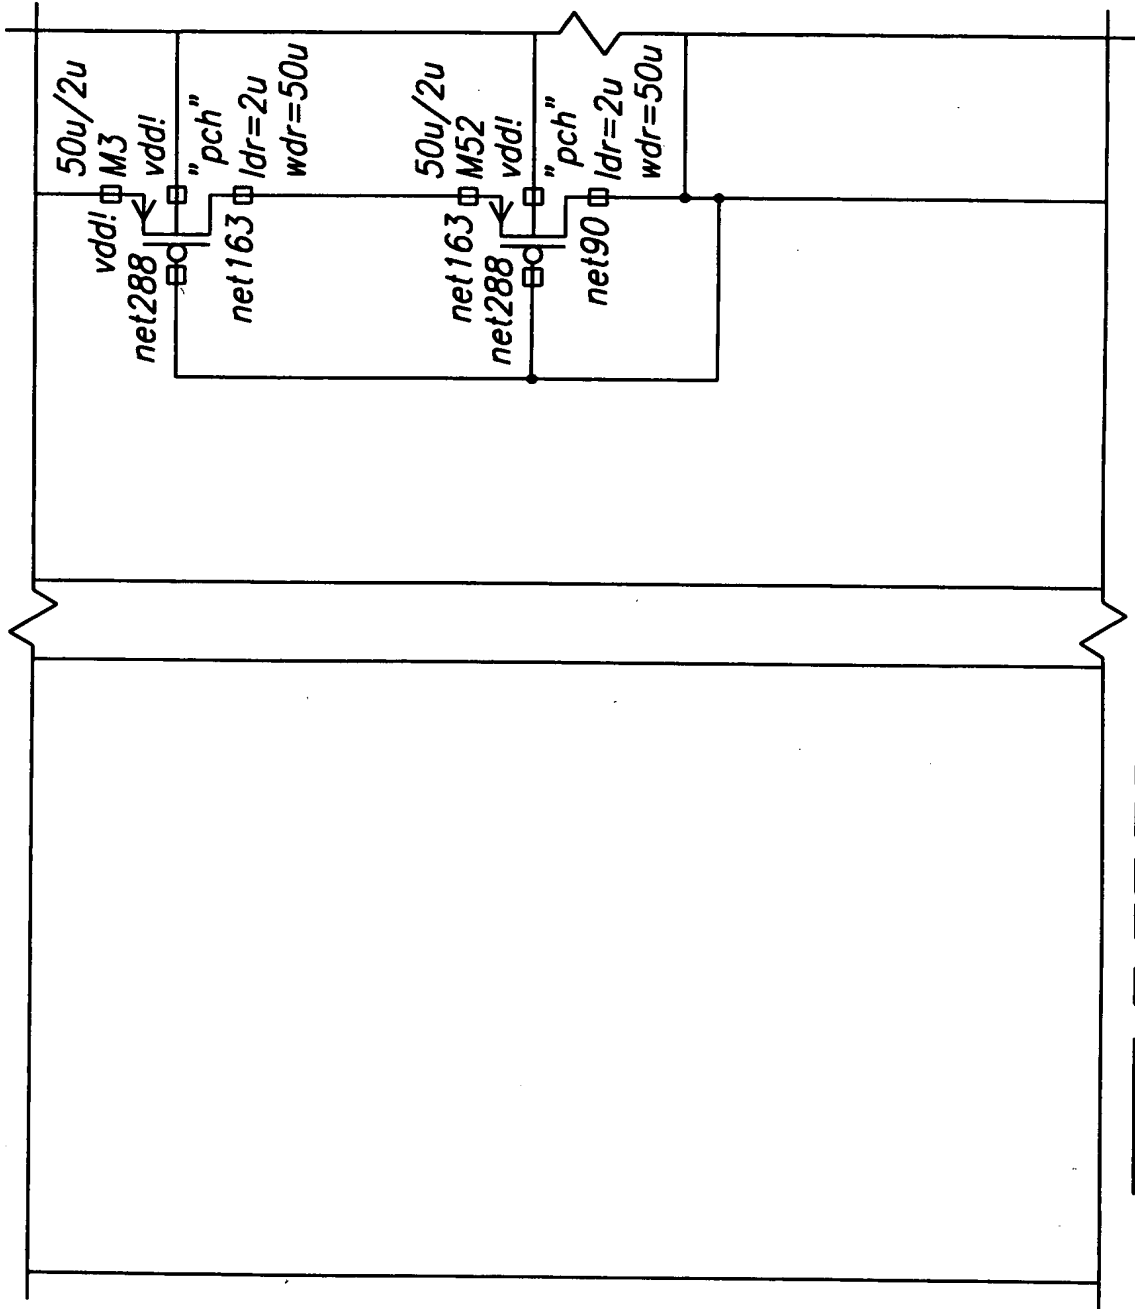 50u/2u
M3
vdd!
"pch"
ldr=2u
wdr=50u
vdd!
net288
net163
50u/2u
M52
vdd!
"pch"
ldr=2u
wdr=50u
net163
net288
net90